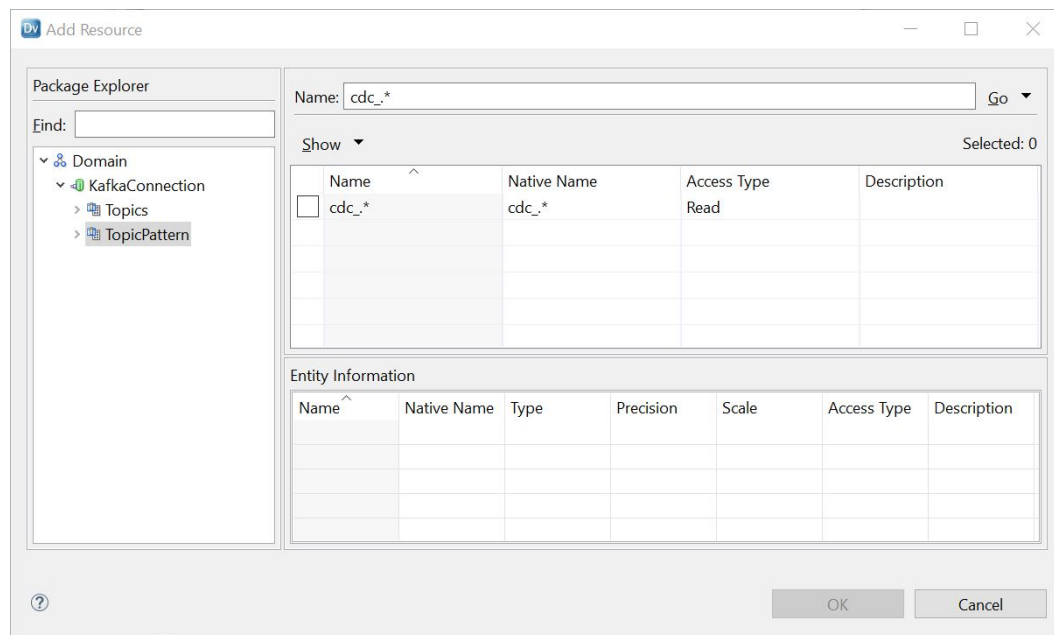 Dv Add Resource
Package Explorer
Find:
Domain
KafkaConnection
Topics
TopicPattern
Name: cdc_.*
Go
Show
Selected: 0
Name Native Name Access Type Description
cdc_.* cdc_.* Read
Entity Information
Name Native Name Type Precision Scale Access Type Description
?
OK Cancel